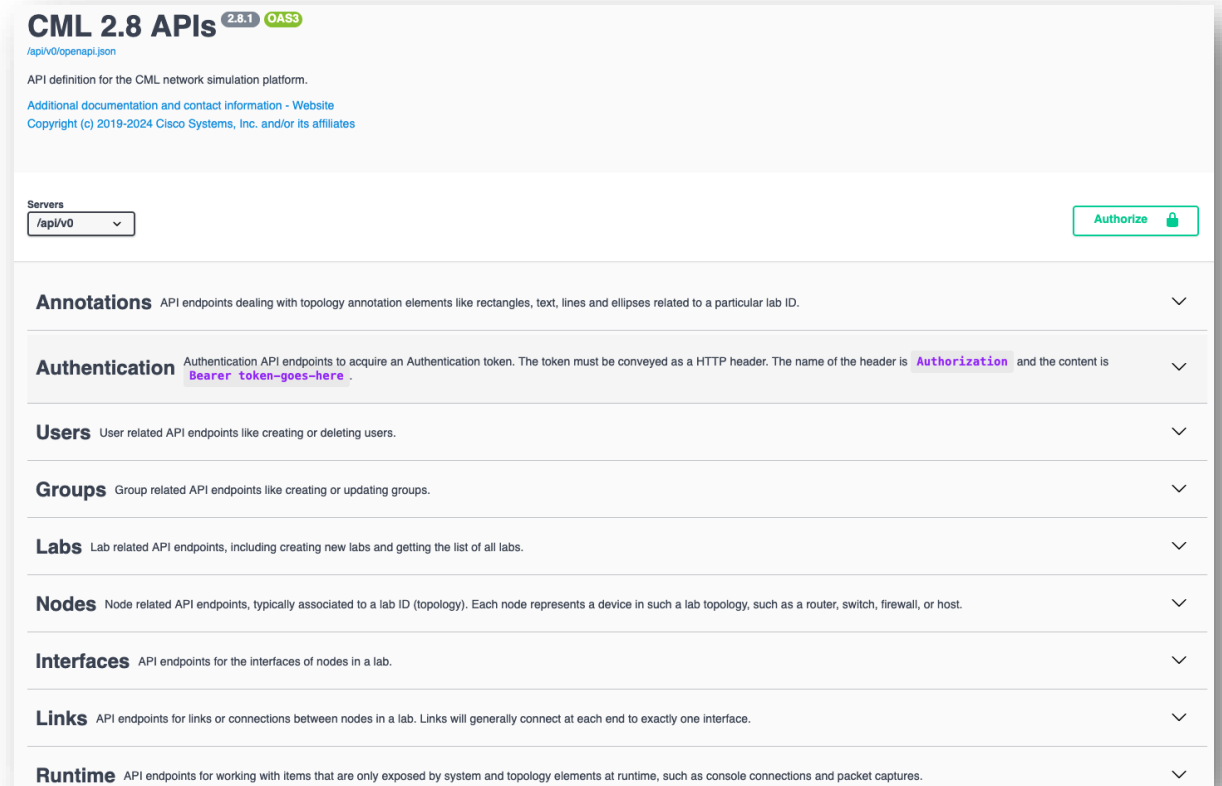 CML 2.8 APIs 2.8.1 OAS3
/api/v0/openapi.json
API definition for the CML network simulation platform.
Additional documentation and contact information - Website
Copyright (c) 2019-2024 Cisco Systems, Inc. and/or its affiliates
Servers
/api/v0
Authorize
Annotations API endpoints dealing with topology annotation elements like rectangles, text, lines and ellipses related to a particular lab ID.
Authentication Authentication API endpoints to acquire an Authentication token. The token must be conveyed as a HTTP header. The name of the header is Authorization and the content is
Bearer token-goes-here .
Users User related API endpoints like creating or deleting users.
Groups Group related API endpoints like creating or updating groups.
Labs Lab related API endpoints, including creating new labs and getting the list of all labs.
Nodes Node related API endpoints, typically associated to a lab ID (topology). Each node represents a device in such a lab topology, such as a router, switch, firewall, or host.
Interfaces API endpoints for the interfaces of nodes in a lab.
Links API endpoints for links or connections between nodes in a lab. Links will generally connect at each end to exactly one interface.
Runtime API endpoints for working with items that are only exposed by system and topology elements at runtime, such as console connections and packet captures.